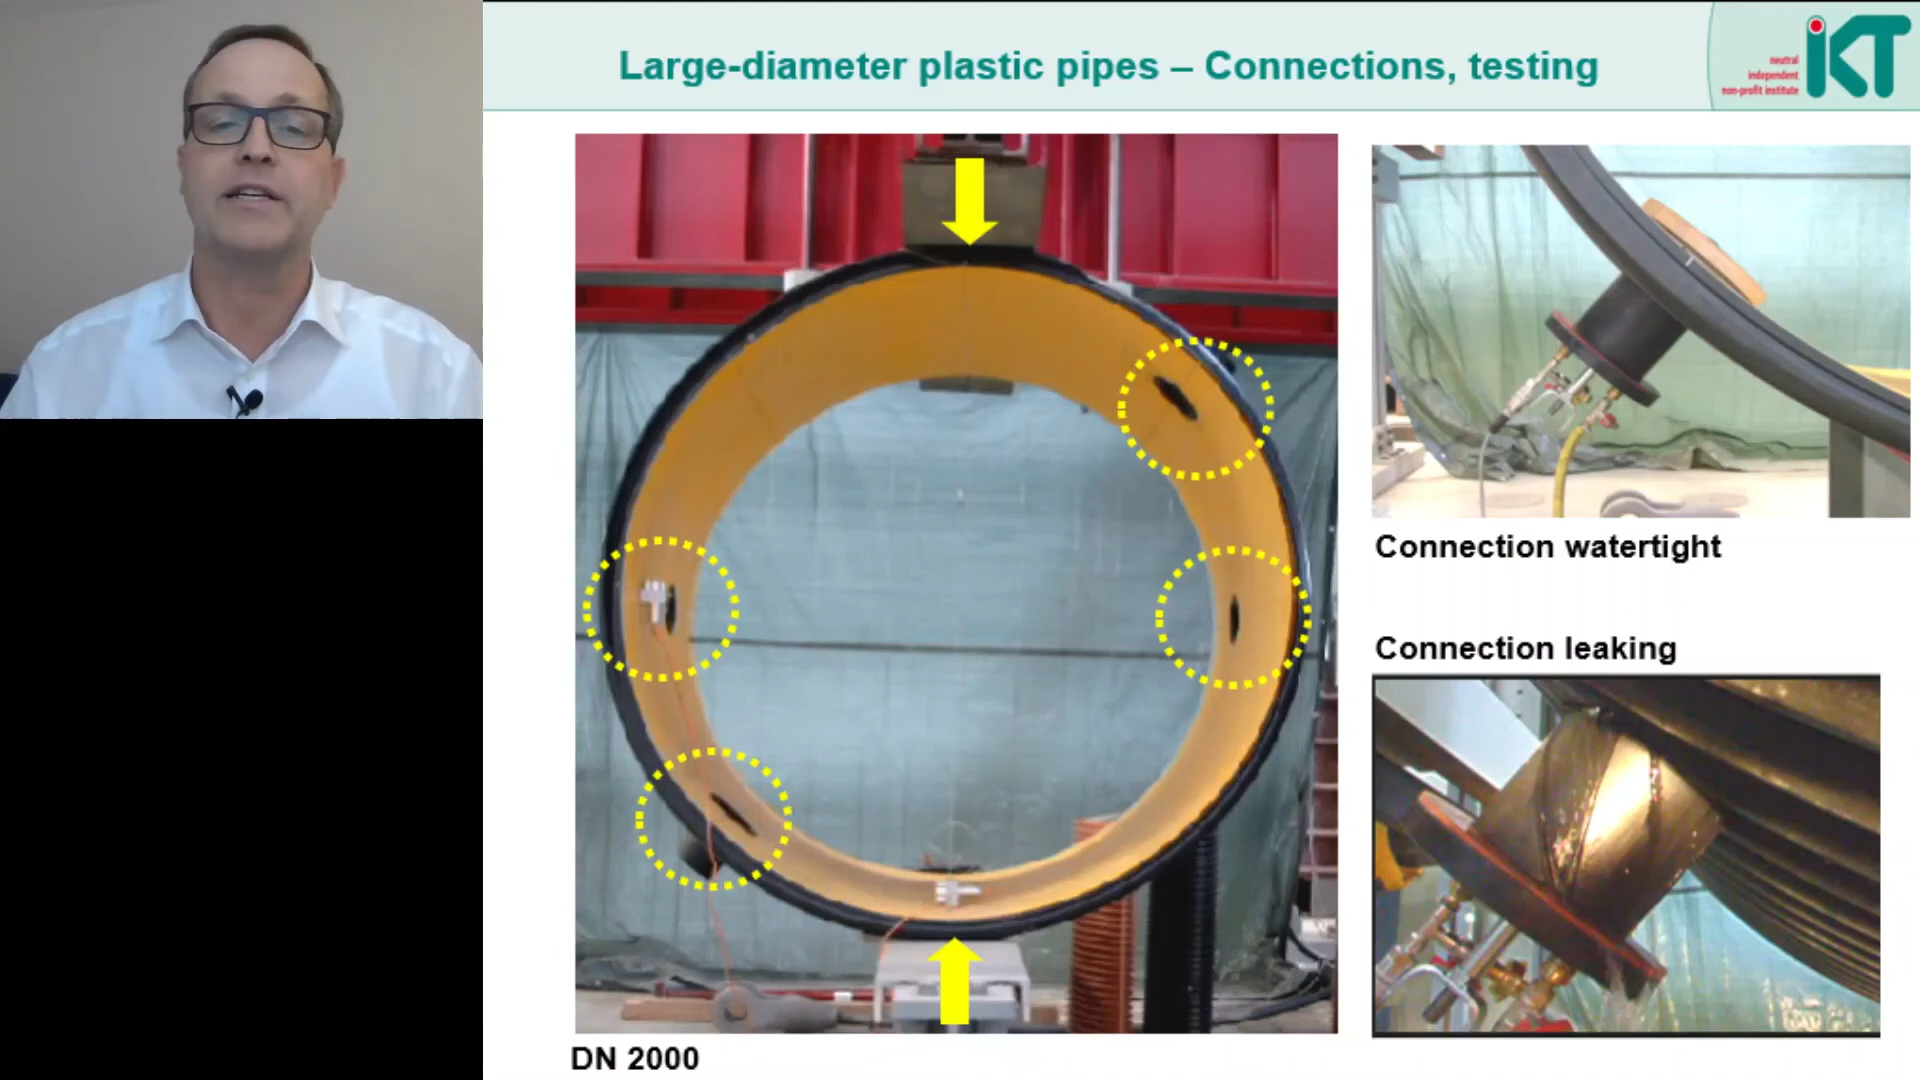 Large-diameter plastic pipes – Connections, testing
neutral
independent
non-profit institute
iKT
Connection watertight
Connection leaking
DN 2000